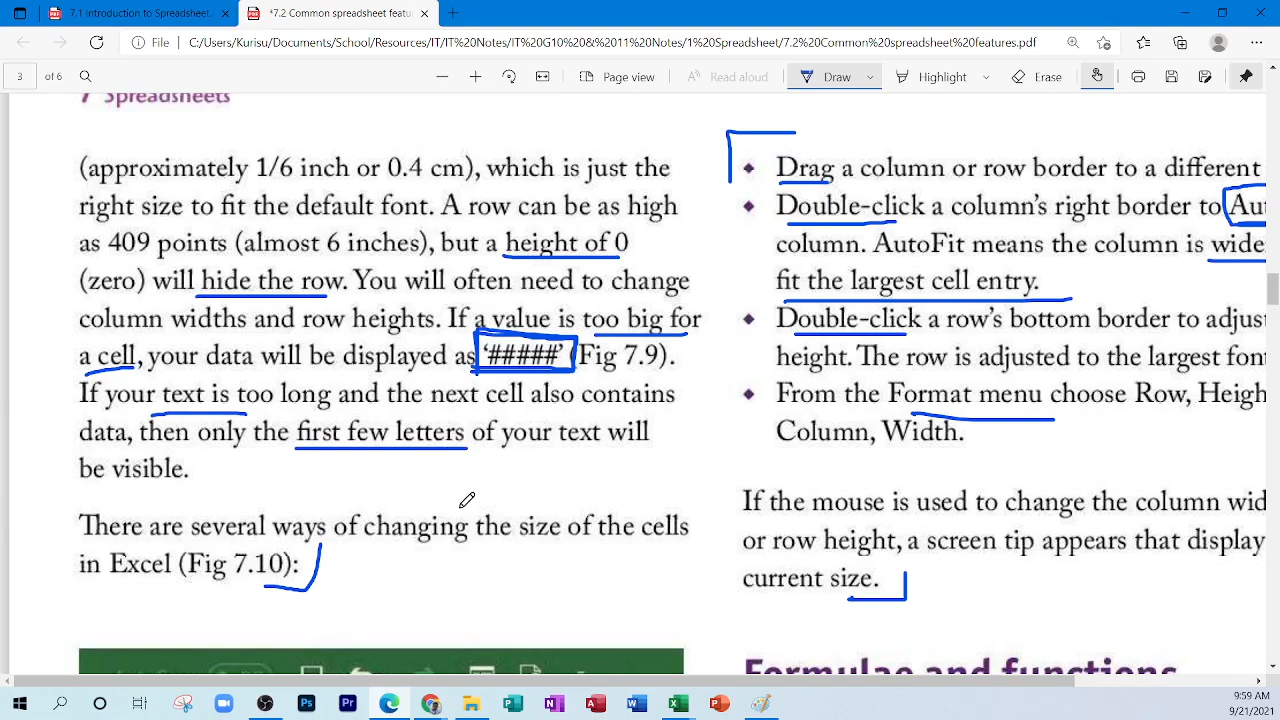 7.1 Introduction to Spreadsheet.
*7.2 Common spreadsheet featur
File
C:/Users/Kurisu/Documents/School/Resources/IT/IT%20Notes/1%20G10%20&%2011%20Notes/1%20Spreadsheet/7.2%20Common%20spreadsheet%20features.pdf
3 of 6
Page view
Read aloud
Draw
Highlight
Erase
7 Spreadsheets
(approximately 1/6 inch or 0.4 cm), which is just the
right size to fit the default font. A row can be as high
as 409 points (almost 6 inches), but a height of 0
(zero) will hide the row. You will often need to change
column widths and row heights. If a value is too big for
a cell, your data will be displayed as '#####' (Fig 7.9).
If your text is too long and the next cell also contains
data, then only the first few letters of your text will
be visible.
There are several ways of changing the size of the cells
in Excel (Fig 7.10):
Drag a column or row border to a different
Double-click a column's right border to Aut
column. AutoFit means the column is wide
fit the largest cell entry.
Double-click a row's bottom border to adjus
height. The row is adjusted to the largest fon
From the Format menu choose Row, Heigh
Column, Width.
If the mouse is used to change the column wid
or row height, a screen tip appears that display
current size.
Formulae and functions
9:59 AM
9/21/2021